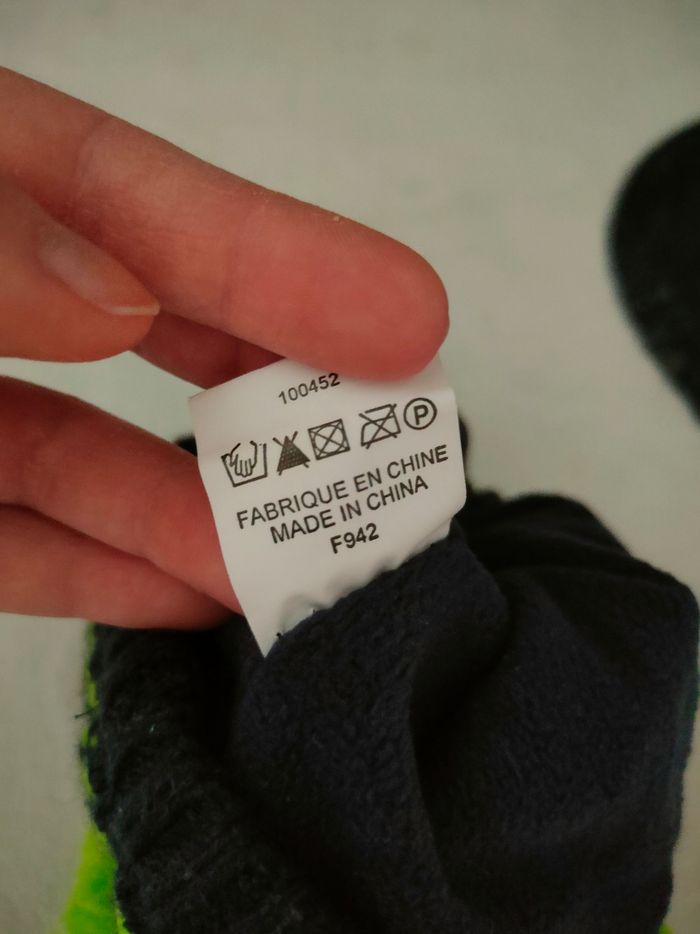 100452
P
FABRIQUE EN CHINE
MADE IN CHINA
F942